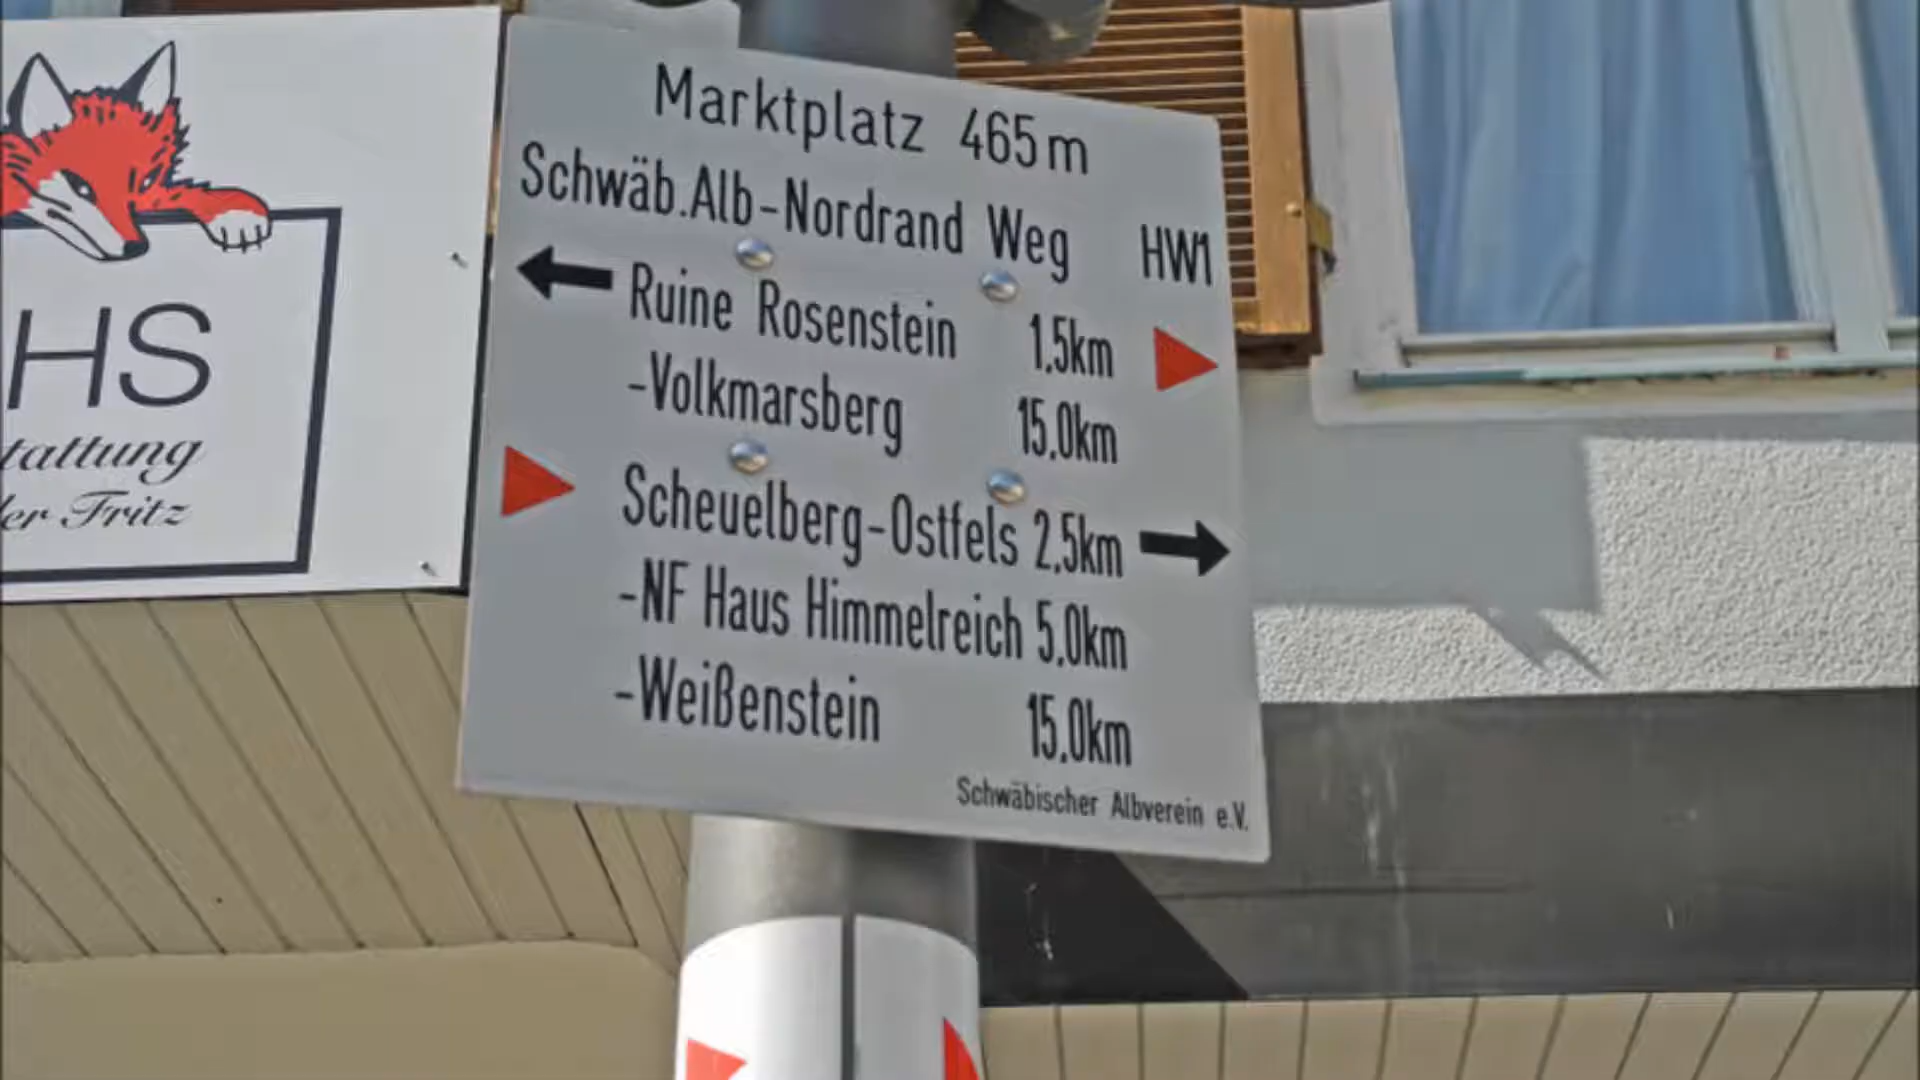 Marktplatz 465m
Schwäb.Alb-Nordrand Weg HW1
Ruine Rosenstein 1.5km
-Volkmarsberg 15.0km
Scheuelberg-Ostfels 2,5km
-NF Haus Himmelreich 5.0km
-Weißenstein 15.0km
Schwäbischer Albverein e.V.
HS
tattung
er Fritz